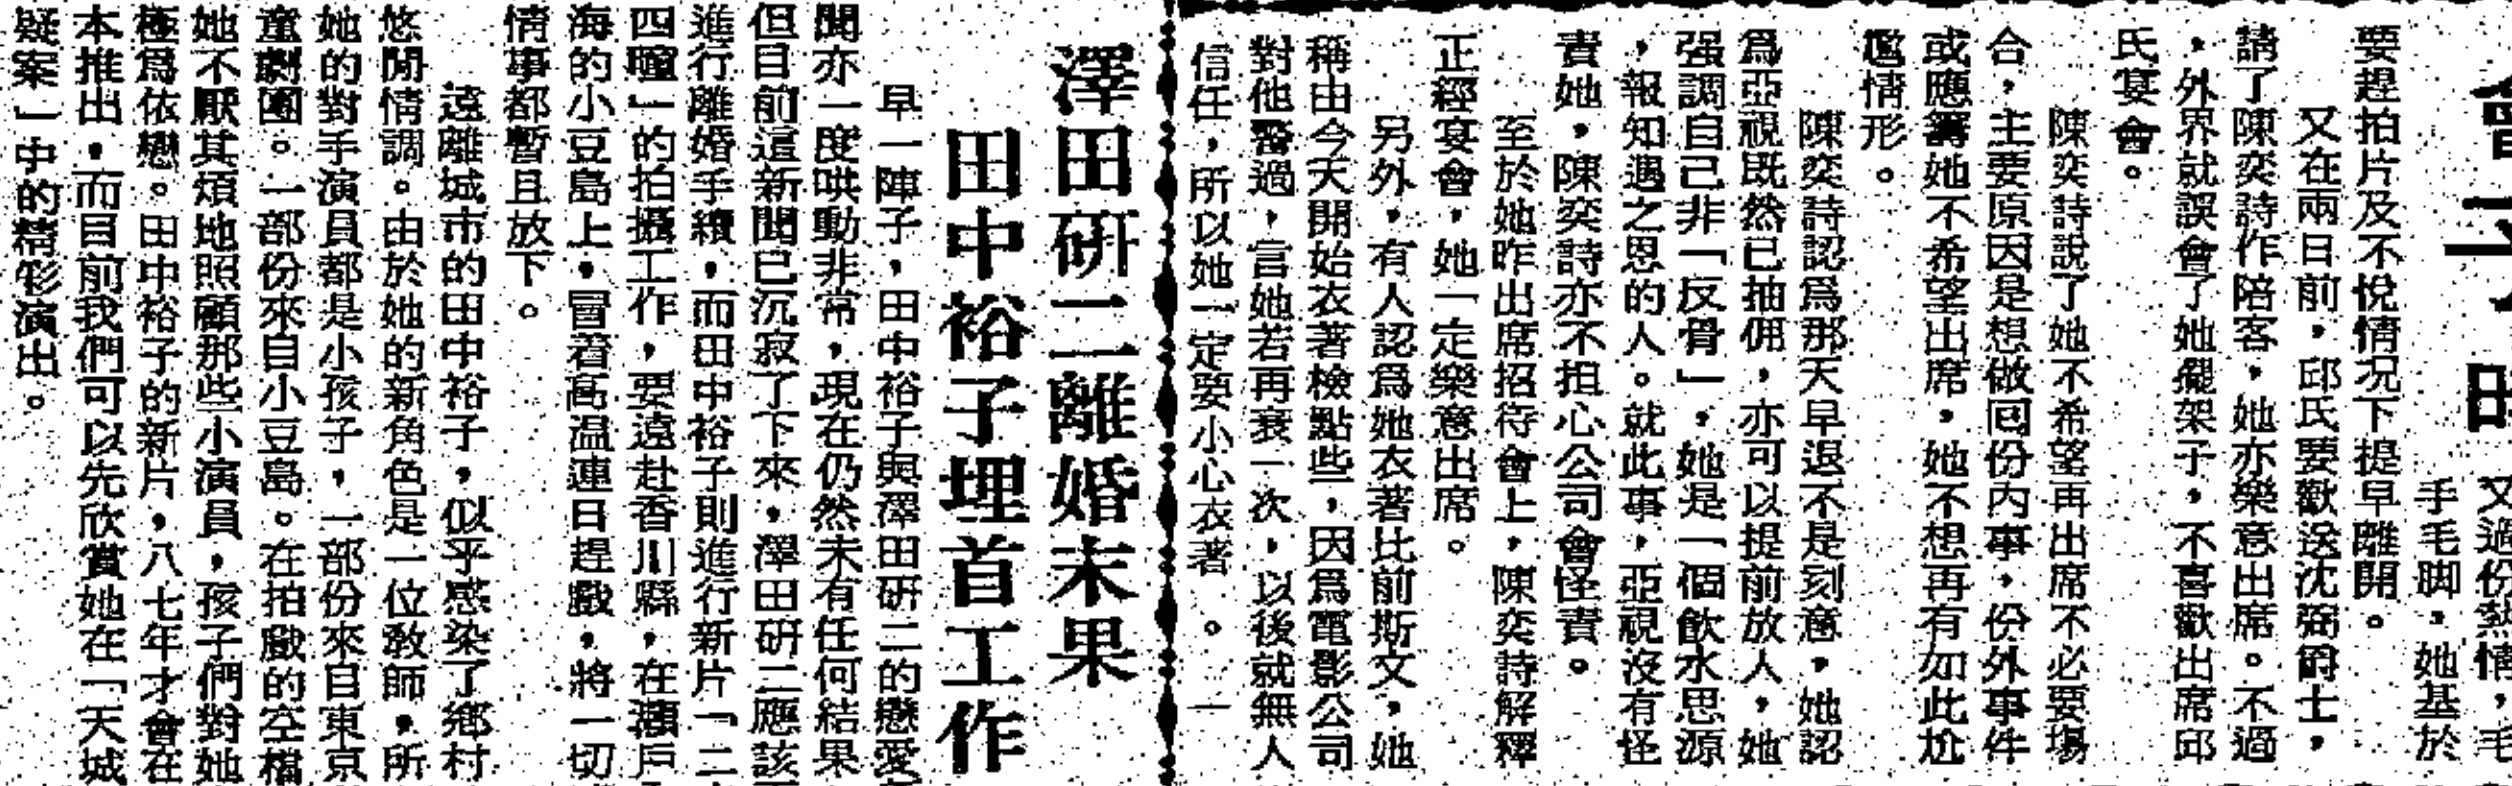 又過份熱情，毛
手毛脚，她基於
要趕拍片及不悅情况下提早離開。
又在兩日前，邱氏要歡送沈弼爵士，
請了陳奕詩作陪客，她亦樂意出席。不過
，外界就誤會了她擺架子，不喜歡出席邱
氏宴會。
陳奕詩說了她不希望再出席不必要塲
合，主要原因是想做囘份內事，份外事件
或應籌她不希望出席，她不想再有如此尬
尷情形。
陳奕詩認爲那天早退不是刻意，她認
爲亞視既然已抽佣，亦可以提前放人，她
强調自己非「反骨」，她是一個飲水思源
，報知遇之恩的人。就此事，亞視沒有怪
責她，陳奕詩亦不担心公司會怪責。
至於她昨出席招待會上，陳奕詩解釋
正經宴會，她一定樂意出席。
另外，有人認爲她衣著比前斯文，她
稱由今天開始衣著檢點些，因爲電影公司
對他醫過，言她若再衰一次，以後就無人
信任，所以她一定要小心衣著。。
澤田研二離婚未果
田中裕子埋首工作
早一陣子，田中裕子與澤田研二的戀愛
聞亦一度哄動非常，現在仍然未有任何結果
但目前這新聞已沉寂了下來，澤田研二應該
進行離婚手續，而田中裕子則進行新片「二
四瞳」的拍攝工作，要遠赴香川縣，在瀨戶
海的小豆島上，冒着高温連日趕戲，將一切
情事都暫且放下。
遠離城市的田中裕子，似乎感染了鄉村
悠閒情調。由於她的新角色是一位教師，所
她的對手演員都是小孩子，一部份來自東京
童劇團。一部份來自小豆島。在拍戲的空檔
她不厭其煩地照顧那些小演員，孩子們對她
極爲依戀。田中裕子的新片，八七年才會在
本推出，而目前我們可以先欣賞她在「天城
疑案」中的精彩演出。